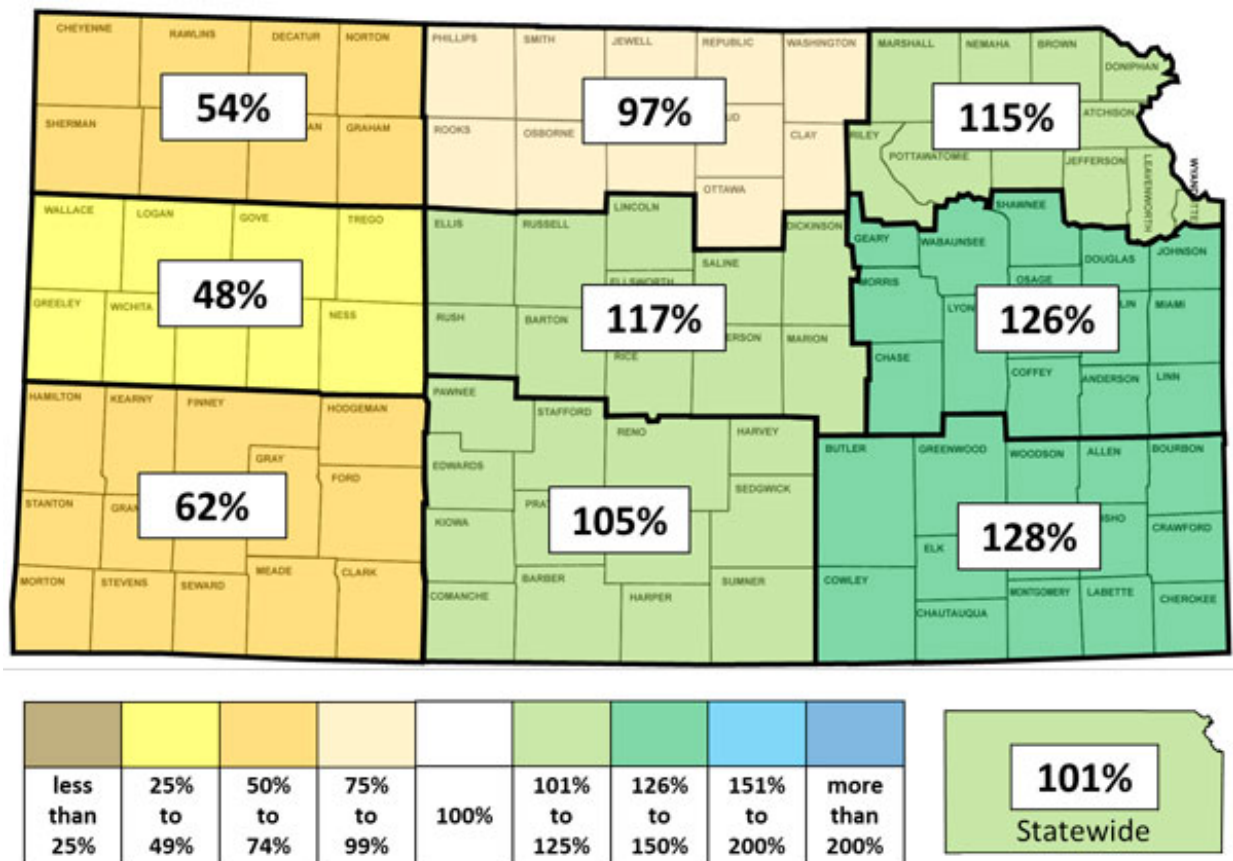 CHEYENNE
RAWLINS
DECATUR
NORTON
PHILLIPS
SMITH
JEWELL
REPUBLIC
WASHINGTON
MARSHALL
NEMAHA
BROWN
DONIPHAN
54%
97%
115%
SHERMAN
GRAHAM
ROOKS
OSBORNE
CLAY
RILEY
ATCHISON
POTTAWATOMIE
JEFFERSON
LEAVENWORTH
WYANDOTTE
OTTAWA
WALLACE
LOGAN
GOVE
TREGO
ELLIS
RUSSELL
LINCOLN
DICKINSON
SHAWNEE
GEARY
WABAUNSEE
DOUGLAS
JOHNSON
SALINE
ELLSWORTH
MORRIS
OSAGE
48%
117%
126%
GREELEY
WICHITA
NESS
RUSH
BARTON
RICE
ERSON
MARION
LYON
LIN
MIAMI
CHASE
COFFEY
ANDERSON
LINN
HAMILTON
KEARNY
FINNEY
HODGEMAN
PAWNEE
STAFFORD
RENO
HARVEY
BUTLER
GREENWOOD
WOODSON
ALLEN
BOURBON
GRAY
FORD
EDWARDS
SEDGWICK
STANTON
GRAN
62%
KIOWA
PRA
105%
128%
ISHO
CRAWFORD
ELK
MORTON
STEVENS
SEWARD
MEADE
CLARK
COMANCHE
BARBER
HARPER
SUMNER
COWLEY
CHAUTAUQUA
MONTGOMERY
LABETTE
CHEROKEE
less
than
25%
25%
to
49%
50%
to
74%
75%
to
99%
100%
101%
to
125%
126%
to
150%
151%
to
200%
more
than
200%
101%
Statewide